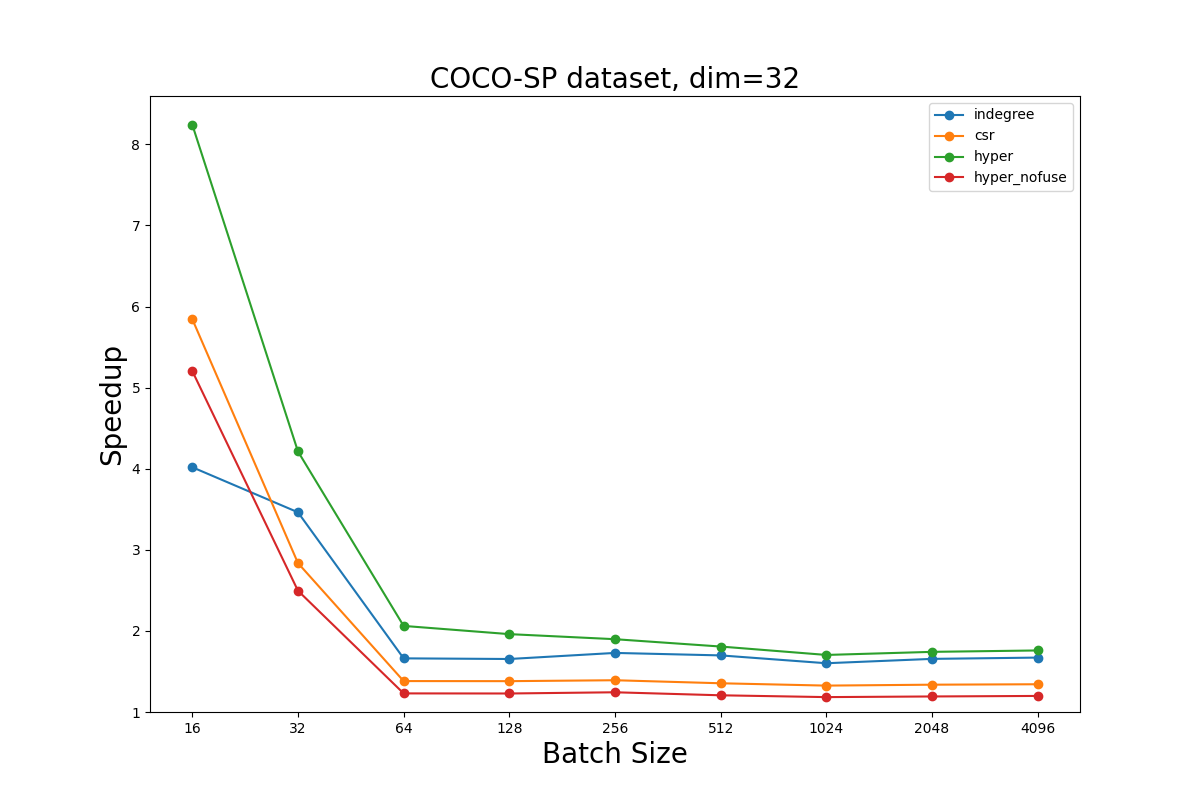 COCO-SP dataset, dim=32
indegree
csr
hyper
hyper_nofuse
8
7
6
5
4
3
2
1
Speedup
16 32 64 128 256 512 1024 2048 4096
Batch Size